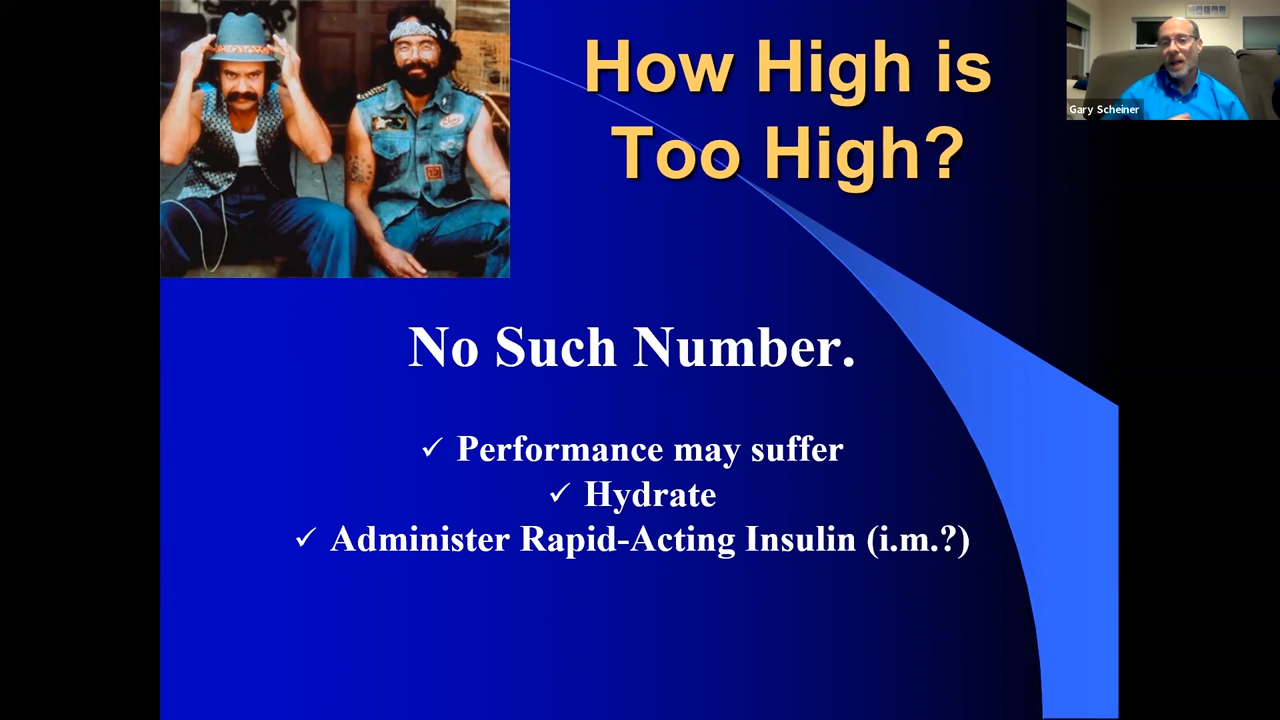 How High is
Too High?
Gary Scheiner
No Such Number.
✓ Performance may suffer
✓ Hydrate
✓ Administer Rapid-Acting Insulin (i.m.?)